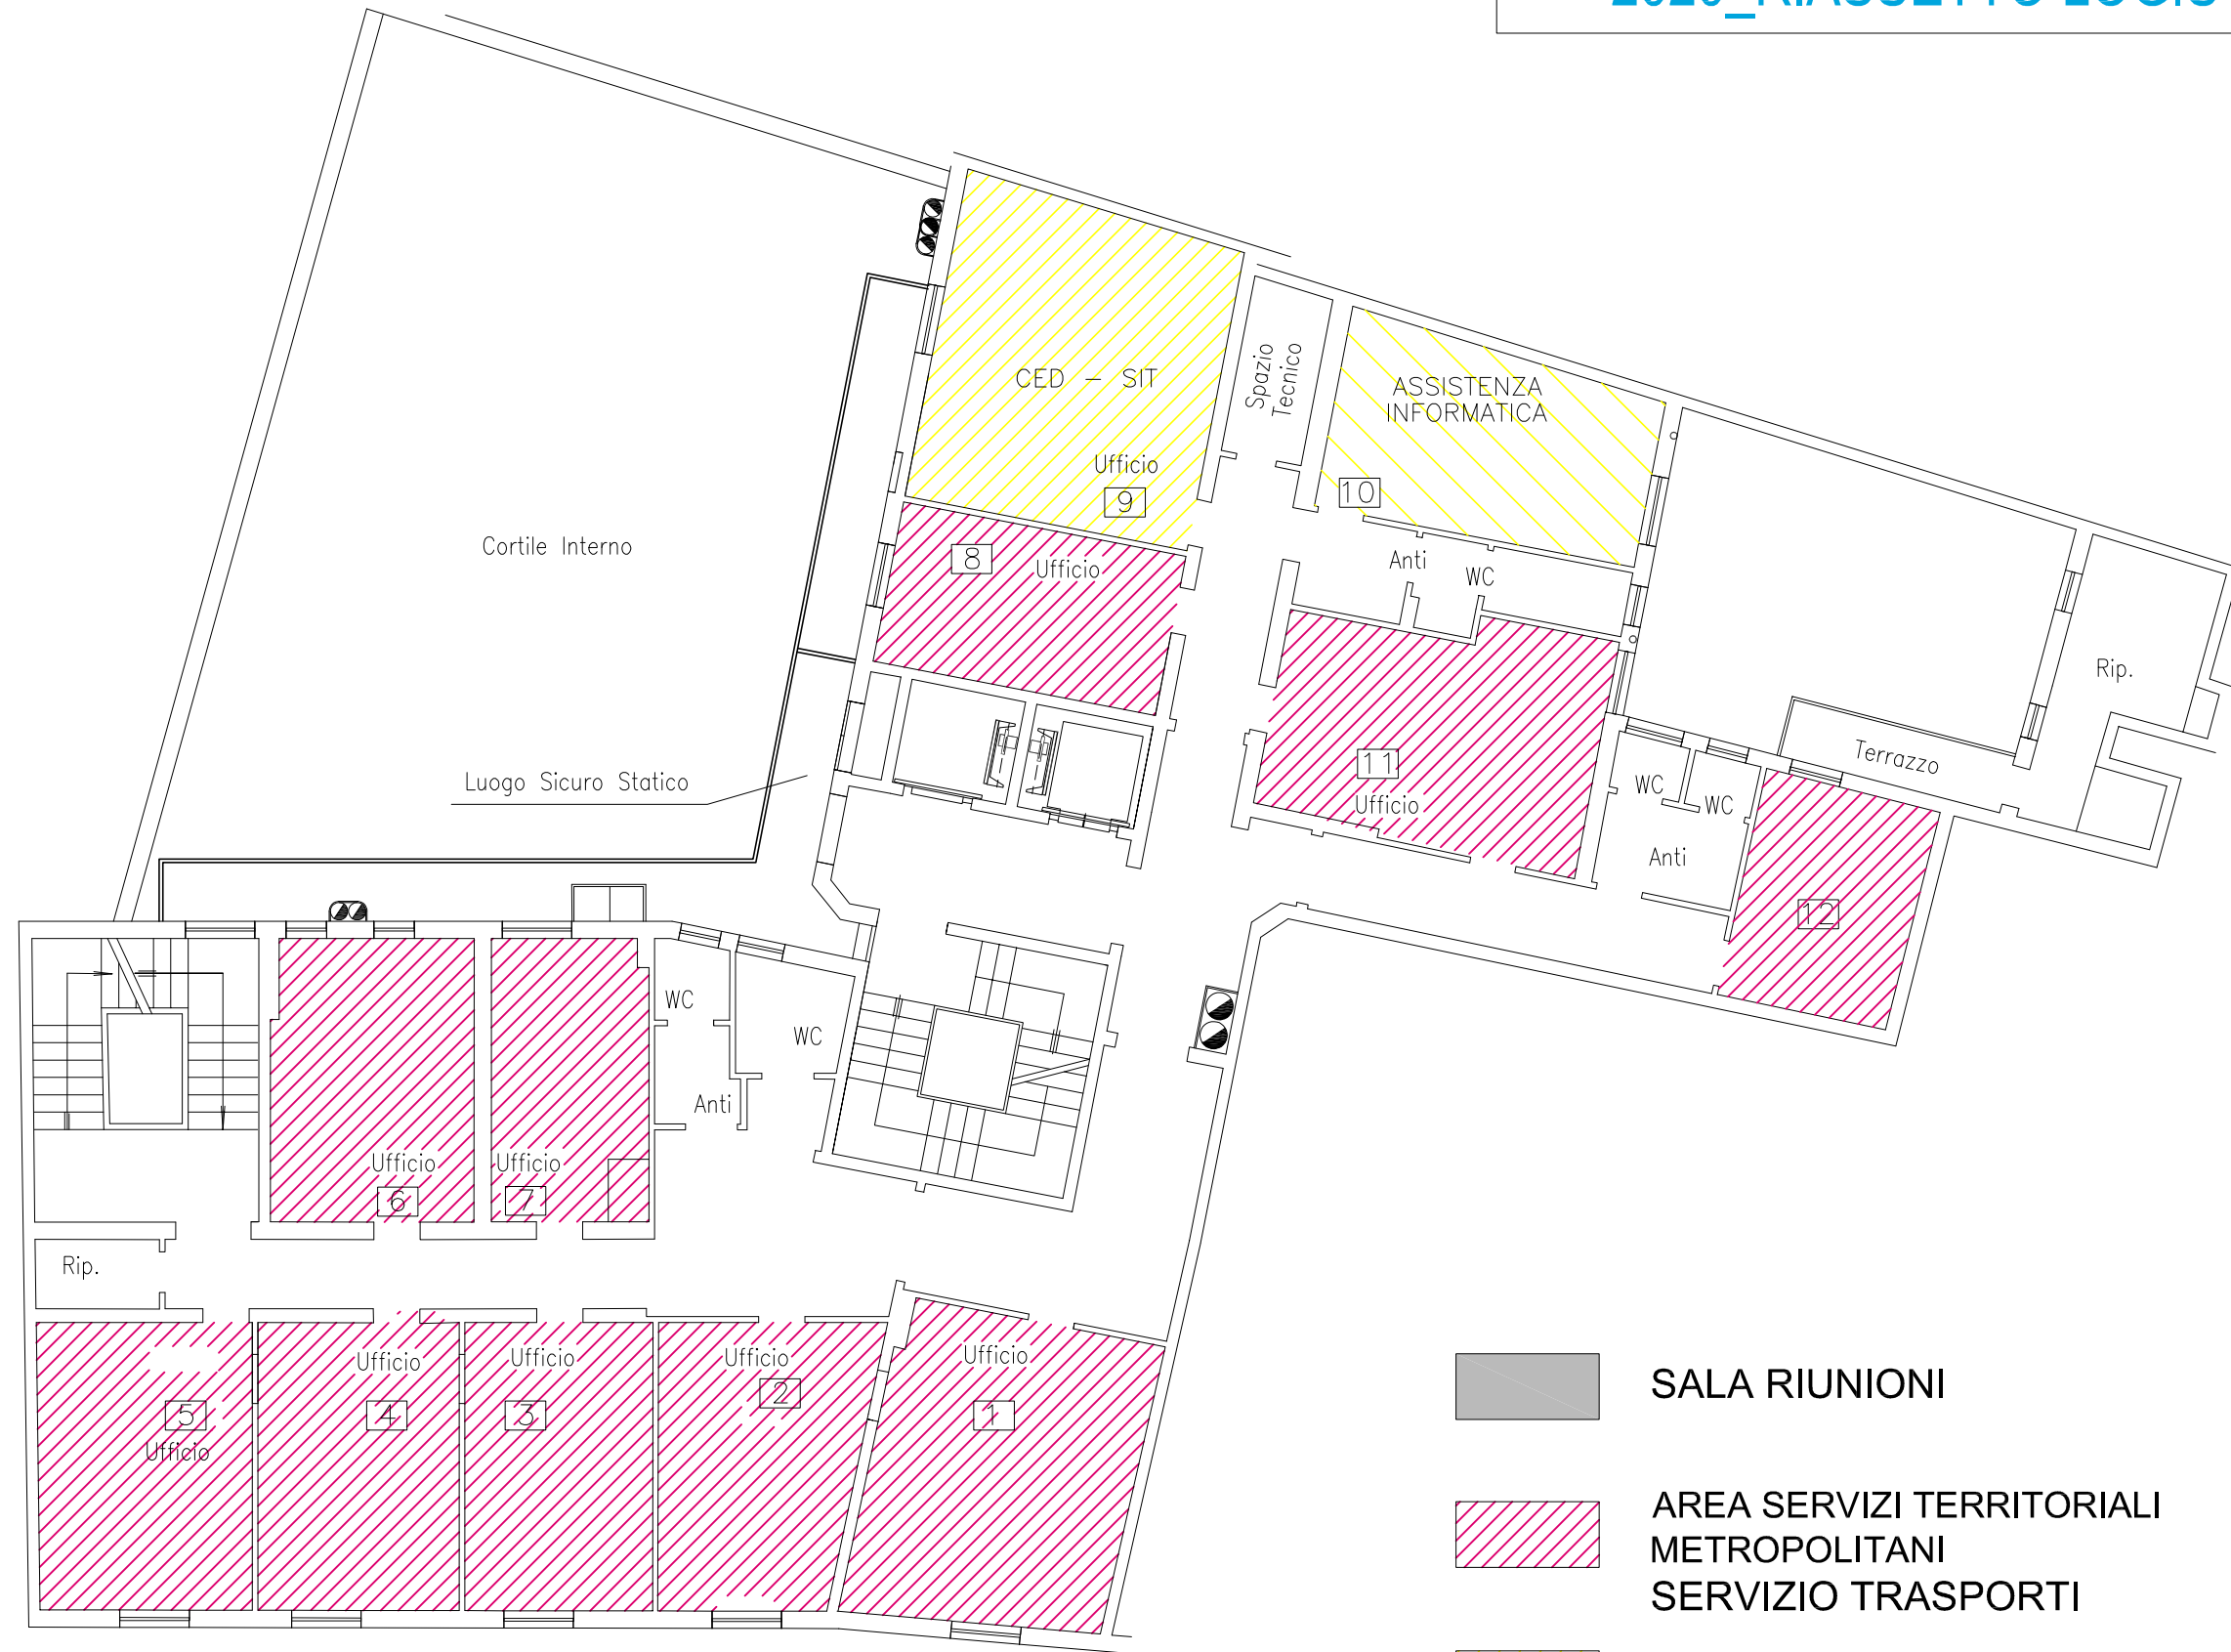 CED - SIT
Ufficio
9
Spazio
Tecnico
ASSISTENZA
INFORMATICA
10
Cortile Interno
8
Ufficio
Anti
WC
Rip.
Luogo Sicuro Statico
11
Ufficio
Terrazzo
WC
WC
Anti
12
WC
WC
Anti
Ufficio
6
Ufficio
7
Rip.
Ufficio
5
Ufficio
4
Ufficio
3
Ufficio
2
Ufficio
1
SALA RIUNIONI
AREA SERVIZI TERRITORIALI
METROPOLITANI
SERVIZIO TRASPORTI